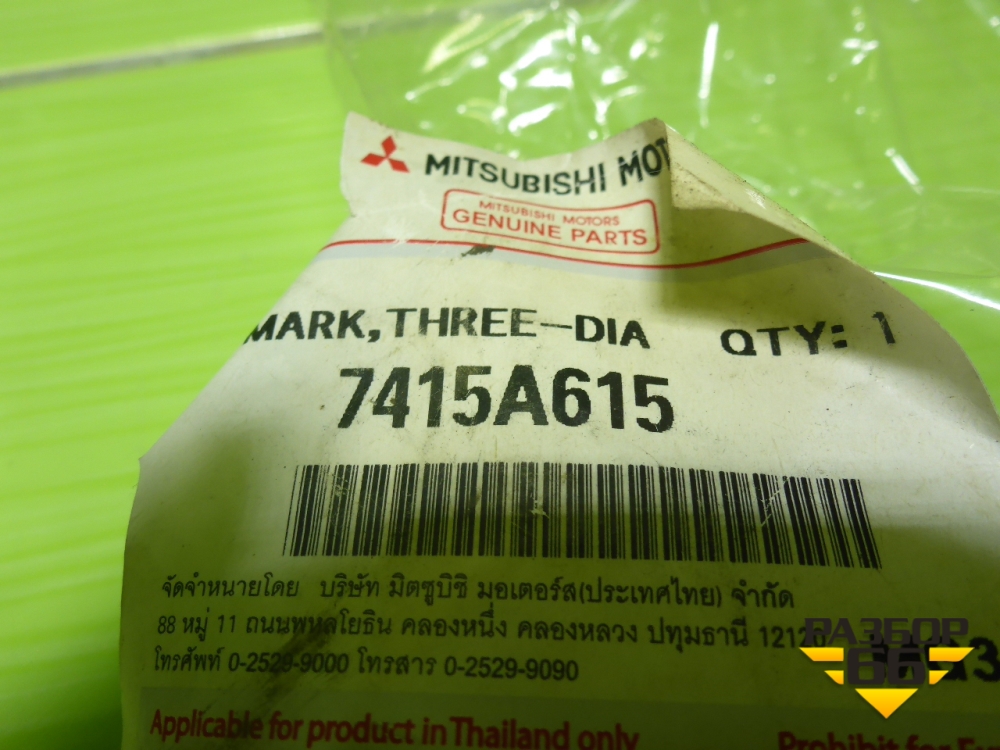 MITSUBISHI MOT
MITSUBISHI MOTORS
GENUINE PARTS
MARK,THREE-DIA QTY: 1
7415A615
จัดจำหน่ายโดย บริษัท มิตซูบิชิ มอเตอร์ส(ประเทศไทย) จำกัด
88 หมู่ 11 ถนนพหลโยธิน คลองหนึ่ง คลองหลวง ปทุมธานี 12120
โทรศัพท์ 0-2529-9000 โทรสาร 0-2529-9090
Applicable for product in Thailand only
Prohibit for
РАЗБОР
66